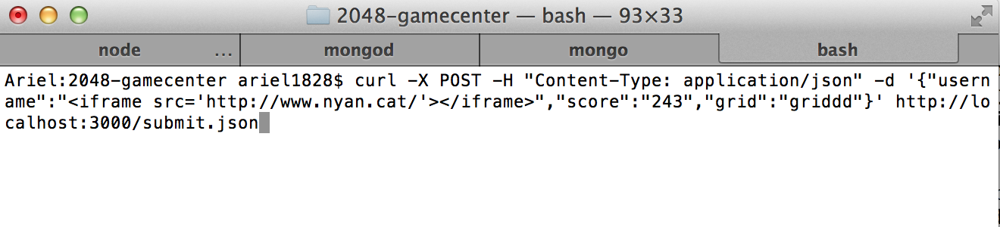 2048-gamecenter — bash — 93×33
node ... mongod mongo bash
Ariel:2048-gamecenter ariel1828$ curl -X POST -H "Content-Type: application/json" -d '{"usern
ame":"<iframe src='http://www.nyan.cat/'></iframe>","score":"243","grid":"griddd"}' http://lo
calhost:3000/submit.json